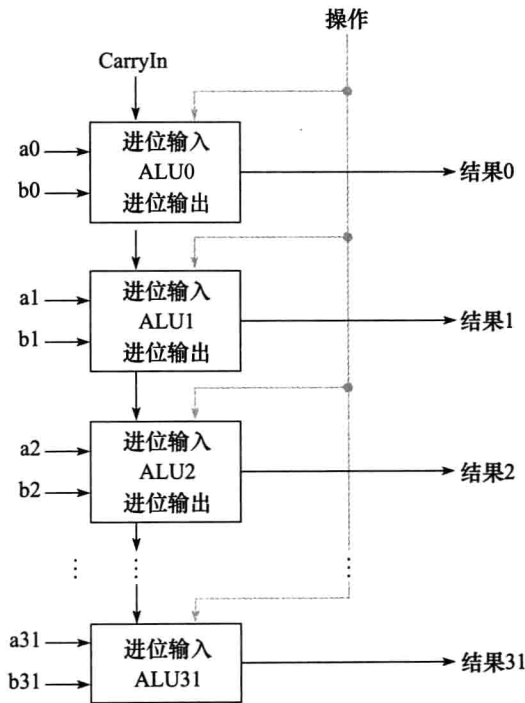 操作
CarryIn
a0
b0
进位输入
ALU0
进位输出
结果0
a1
b1
进位输入
ALU1
进位输出
结果1
a2
b2
进位输入
ALU2
进位输出
结果2
a31
b31
进位输入
ALU31
结果31